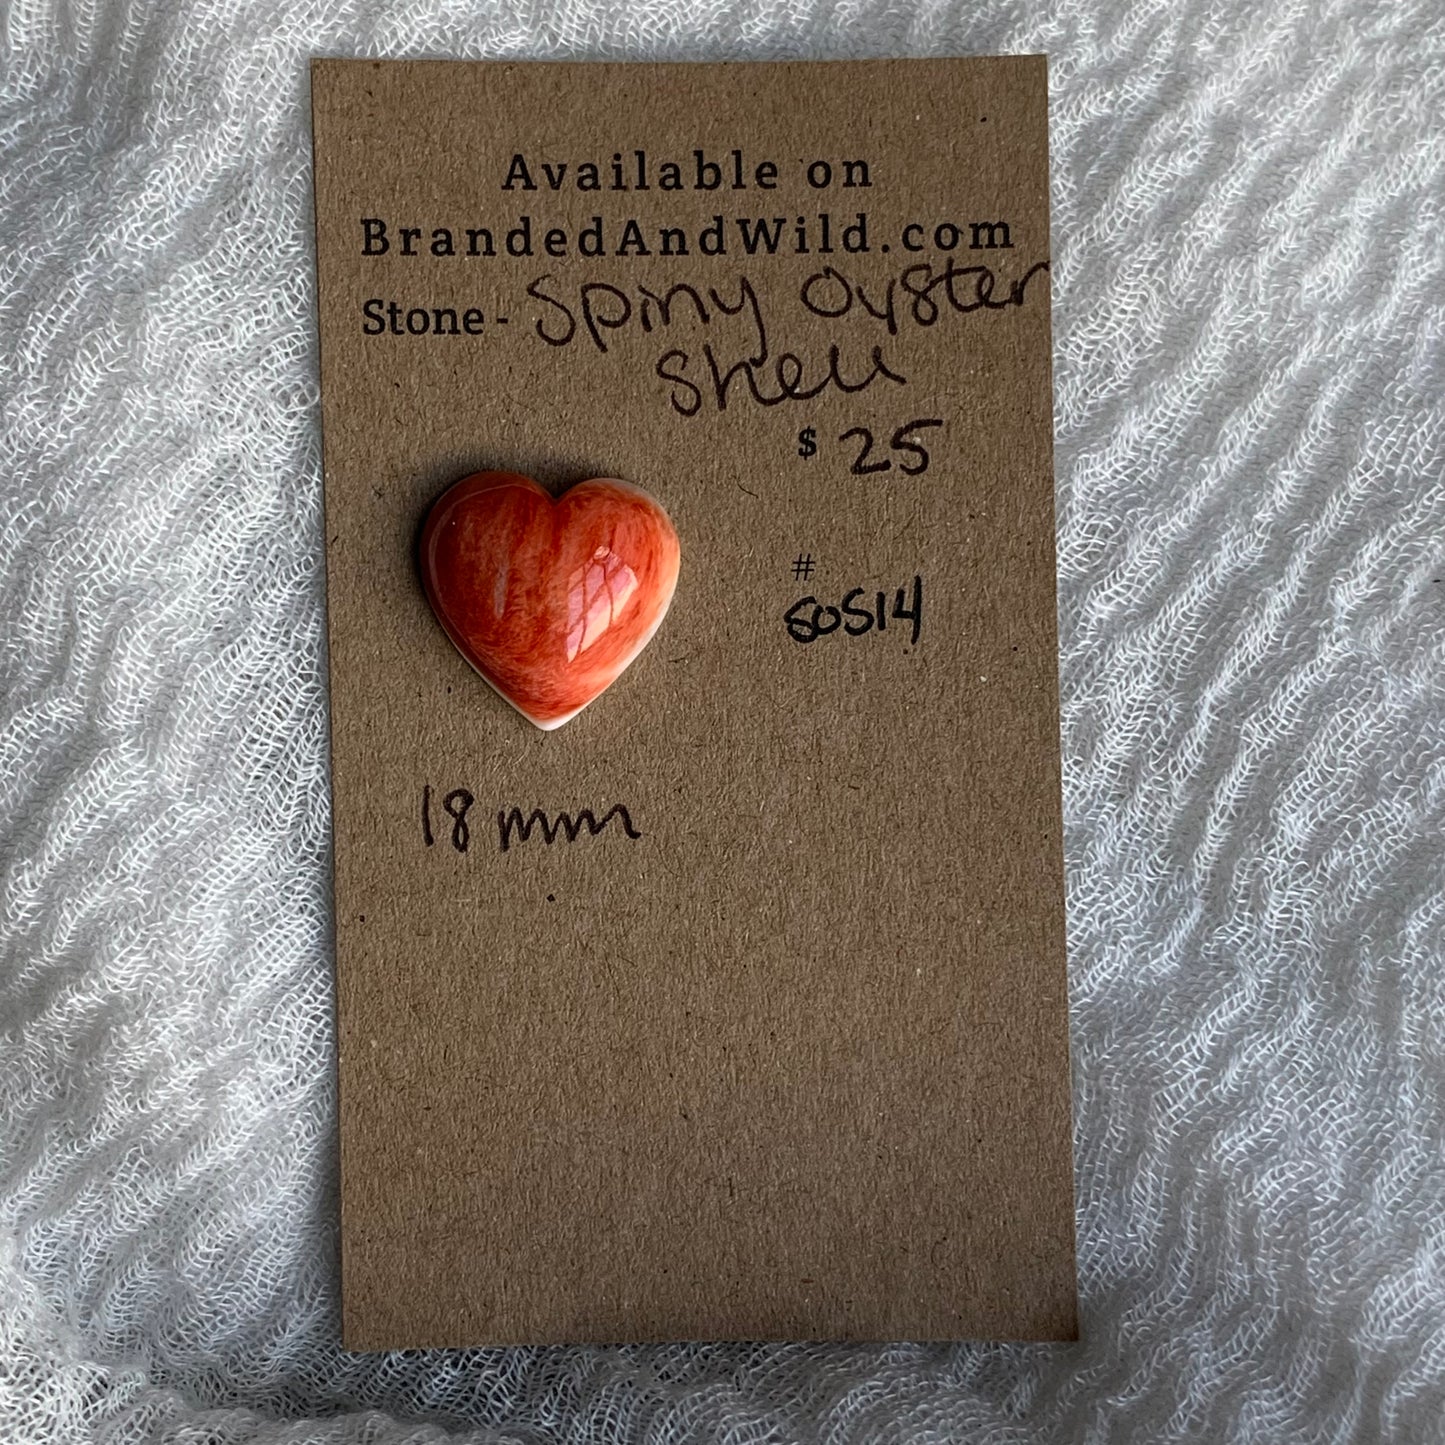 Available on
BrandedAndWild.com
Stone - Spiny Oyster
Shell
$ 25
#
SOS14
18 mm